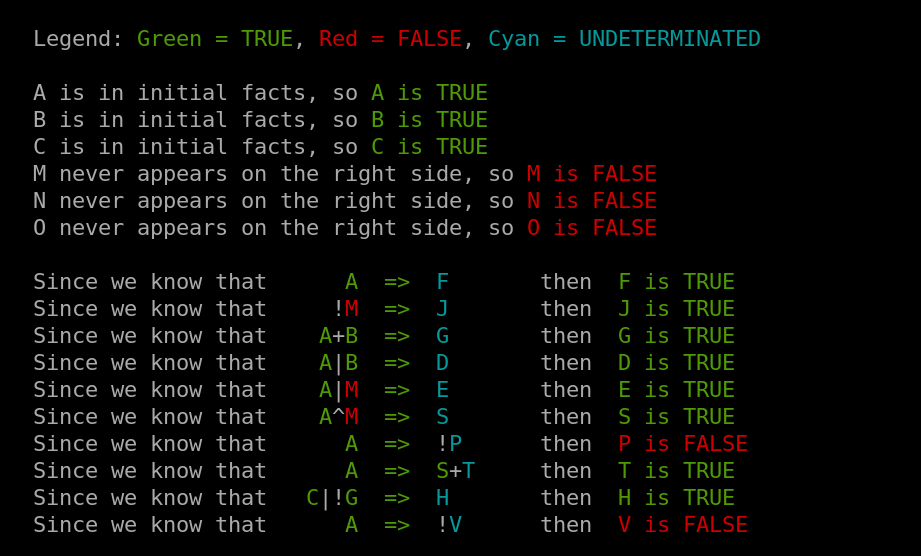 Legend: Green = TRUE, Red = FALSE, Cyan = UNDETERMINATED
A is in initial facts, so A is TRUE
B is in initial facts, so B is TRUE
C is in initial facts, so C is TRUE
M never appears on the right side, so M is FALSE
N never appears on the right side, so N is FALSE
O never appears on the right side, so O is FALSE
Since we know that A => F then F is TRUE
Since we know that !M => J then J is TRUE
Since we know that A+B => G then G is TRUE
Since we know that A|B => D then D is TRUE
Since we know that A|M => E then E is TRUE
Since we know that A^M => S then S is TRUE
Since we know that A => !P then P is FALSE
Since we know that A => S+T then T is TRUE
Since we know that C|!G => H then H is TRUE
Since we know that A => !V then V is FALSE